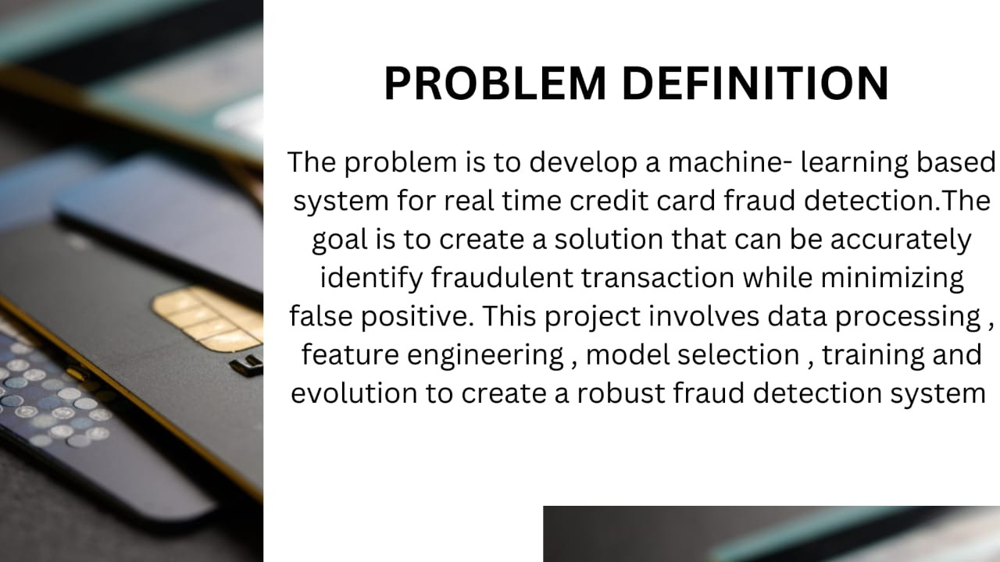 PROBLEM DEFINITION
The problem is to develop a machine- learning based
system for real time credit card fraud detection.The
goal is to create a solution that can be accurately
identify fraudulent transaction while minimizing
false positive. This project involves data processing ,
feature engineering , model selection , training and
evolution to create a robust fraud detection system